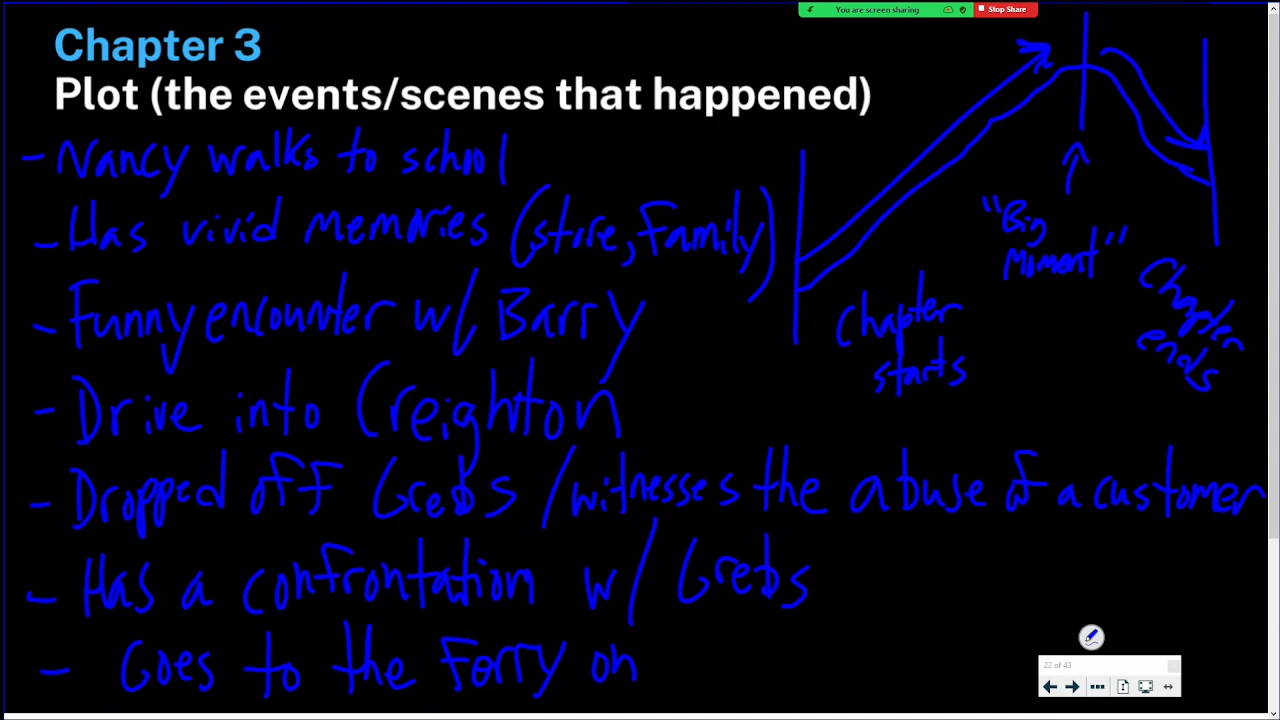 You are screen sharing
Stop Share
Chapter 3
Plot (the events/scenes that happened)
- Nancy walks to school
- Has vivid memories (store, Family)
- Funny encounter w/ Barry
- Drive into Creighton
- Dropped off Grebs / witnesses the abuse of a customer
- Has a confrontation w/ Grebs
- Goes to the Ferry on
"Big
Moment"
Chapter
starts
Chapter
ends
22 of 43